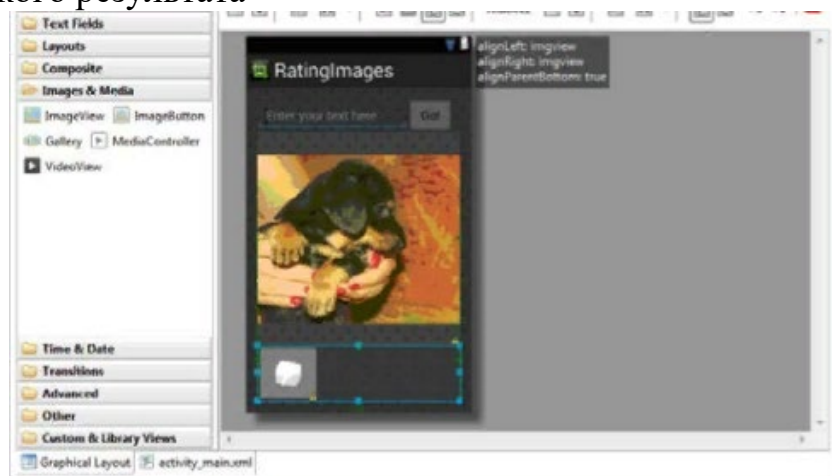 кого результата
Text Fields
Layouts
Composite
Images & Media
ImageView ImageButton
Gallery MediaController
VideoView
Time & Date
Transitions
Advanced
Other
Custom & Library Views
Graphical Layout activity_main.xml
RatingImages
Enter your text here Go!
alignLeft: imgview
alignRight: imgview
alignParentBottom: true